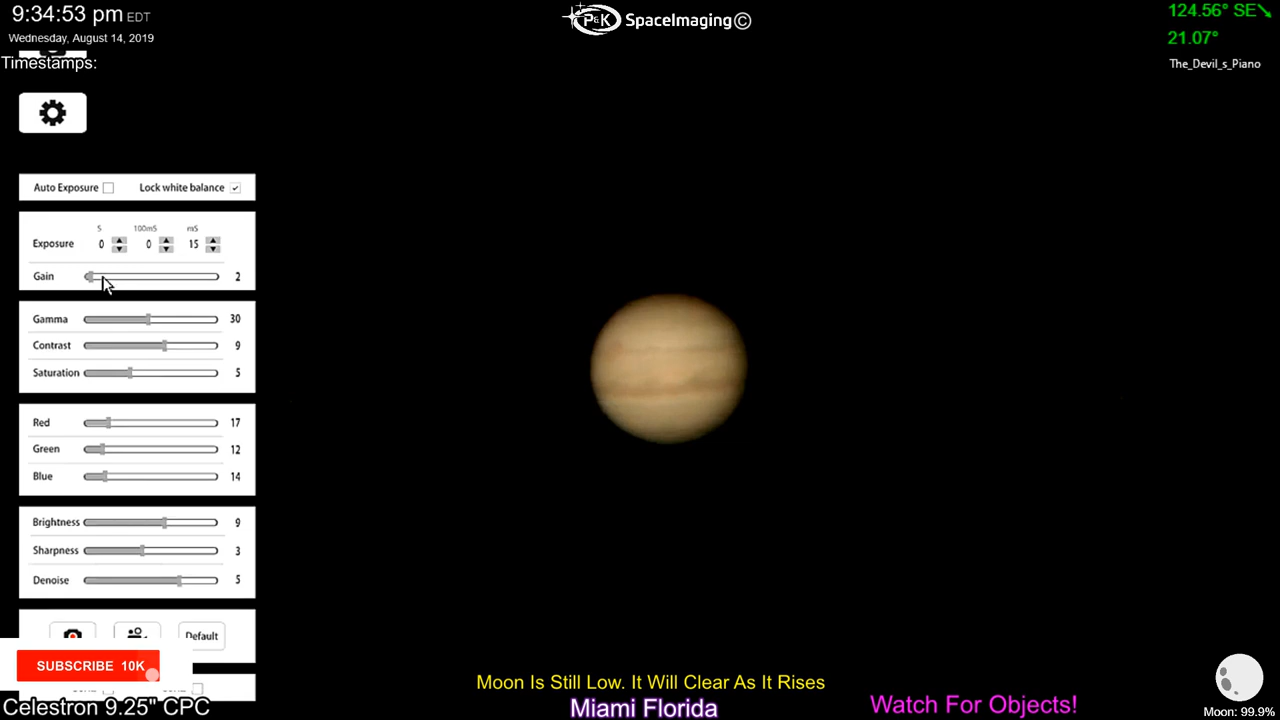 9:34:53 pm EDT
Wednesday, August 14, 2019
Timestamps:
P&K SpaceImaging©
124.56° SE↘
21.07°
The_Devil_s_Piano
Auto Exposure Lock white balance
S 100mS mS
Exposure 0 0 15
Gain 2
Gamma 30
Contrast 9
Saturation 5
Red 17
Green 12
Blue 14
Brightness 9
Sharpness 3
Denoise 5
Default
SUBSCRIBE 10K
Celestron 9.25" CPC
Moon Is Still Low. It Will Clear As It Rises
Miami Florida
Watch For Objects!
Moon: 99.9%